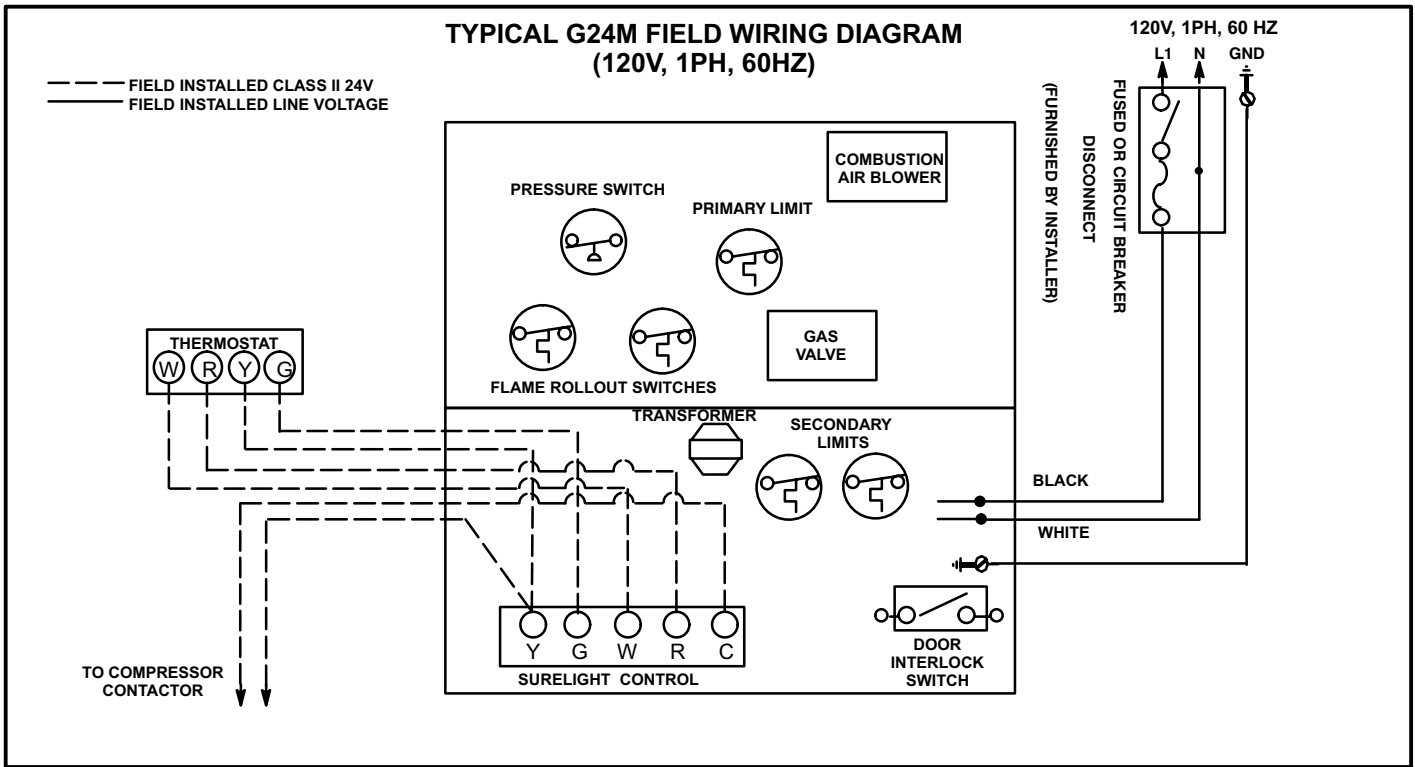 TYPICAL G24M FIELD WIRING DIAGRAM
(120V, 1PH, 60HZ)
FIELD INSTALLED CLASS II 24V
FIELD INSTALLED LINE VOLTAGE
120V, 1PH, 60 HZ
L1 N GND
FUSED OR CIRCUIT BREAKER
DISCONNECT
(FURNISHED BY INSTALLER)
COMBUSTION
AIR BLOWER
PRESSURE SWITCH
PRIMARY LIMIT
GAS
VALVE
FLAME ROLLOUT SWITCHES
THERMOSTAT
W R Y G
TRANSFORMER
SECONDARY
LIMITS
BLACK
WHITE
Y G W R C
SURELIGHT CONTROL
DOOR
INTERLOCK
SWITCH
TO COMPRESSOR
CONTACTOR